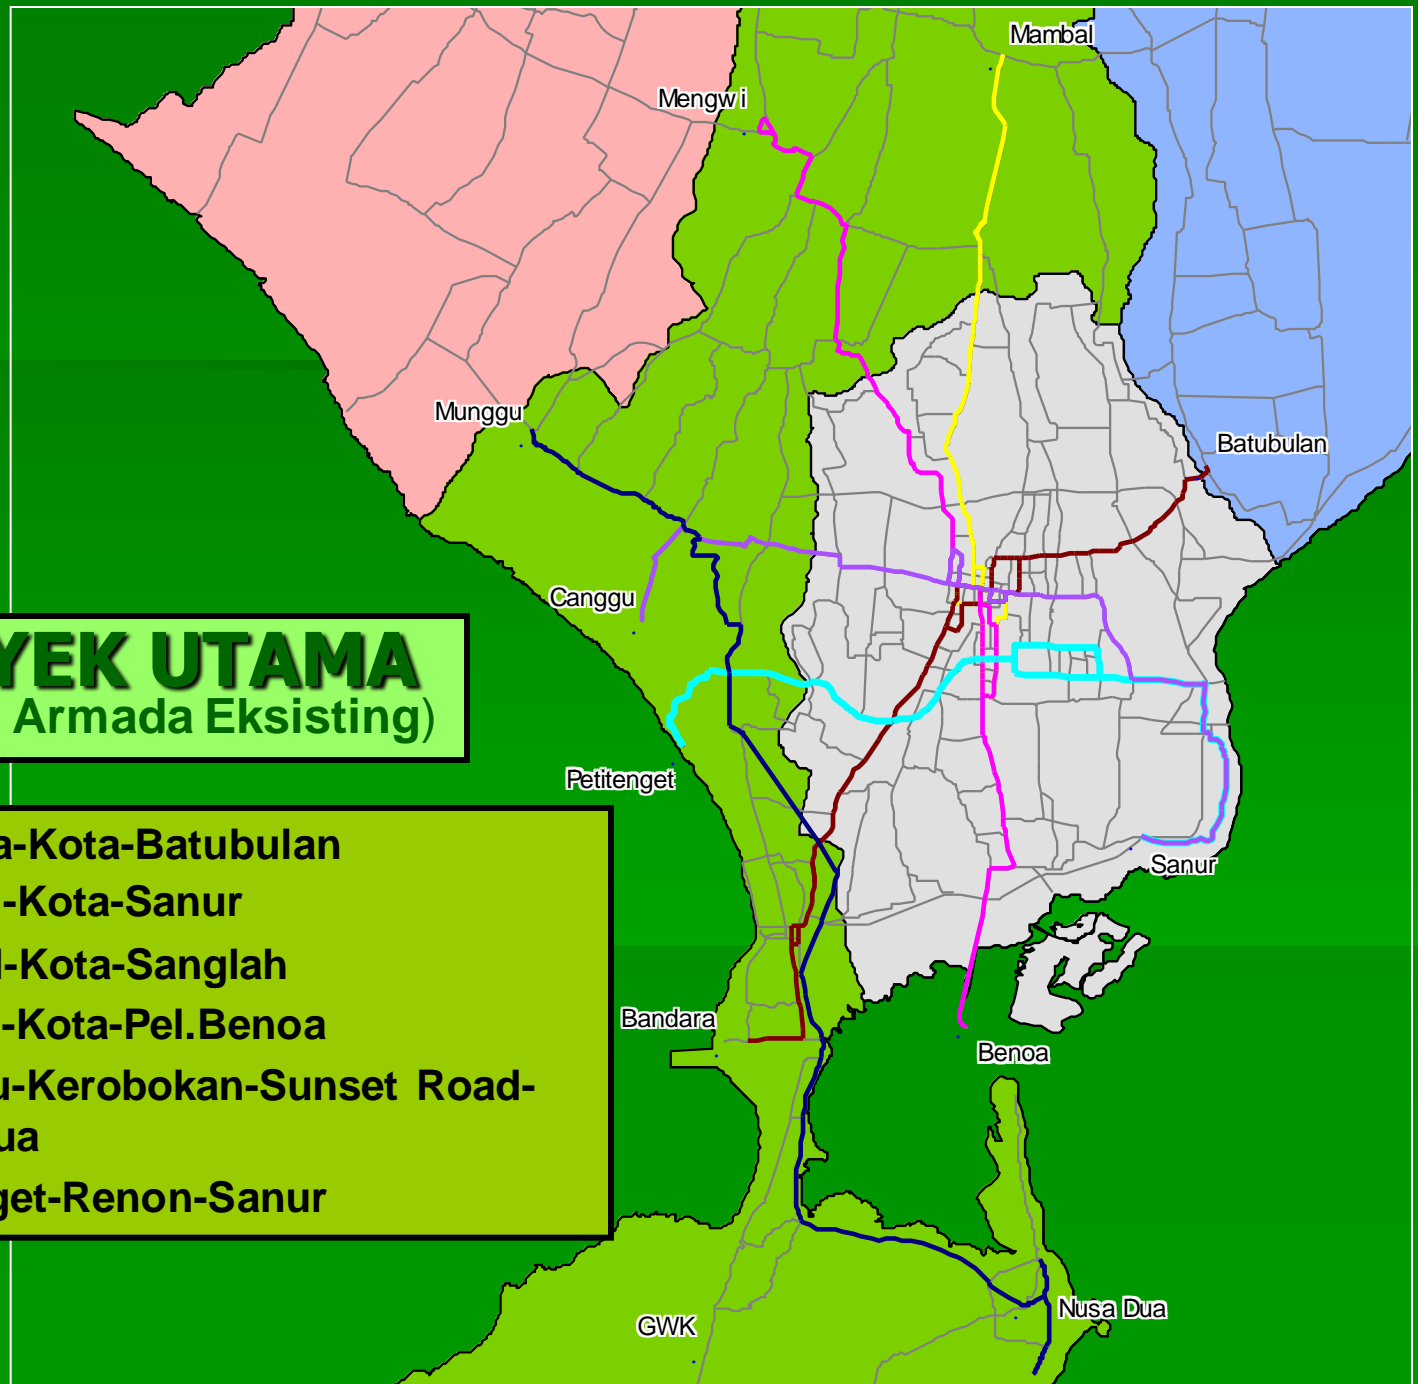 Mambal
Mengwi
Munggu
Batubulan
Canggu
YEK UTAMA
Armada Eksisting)
Petitenget
a-Kota-Batubulan
-Kota-Sanur
Sanur
-Kota-Sanglah
-Kota-Pel.Benoa
Bandara
Benoa
u-Kerobokan-Sunset Road-
ua
get-Renon-Sanur
Nusa Dua
GWK